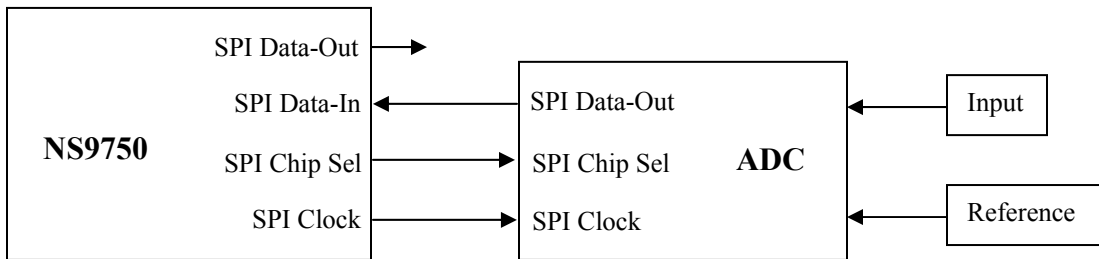 NS9750
SPI Data-Out
SPI Data-In
SPI Chip Sel
SPI Clock
SPI Data-Out
SPI Chip Sel
SPI Clock
ADC
Input
Reference